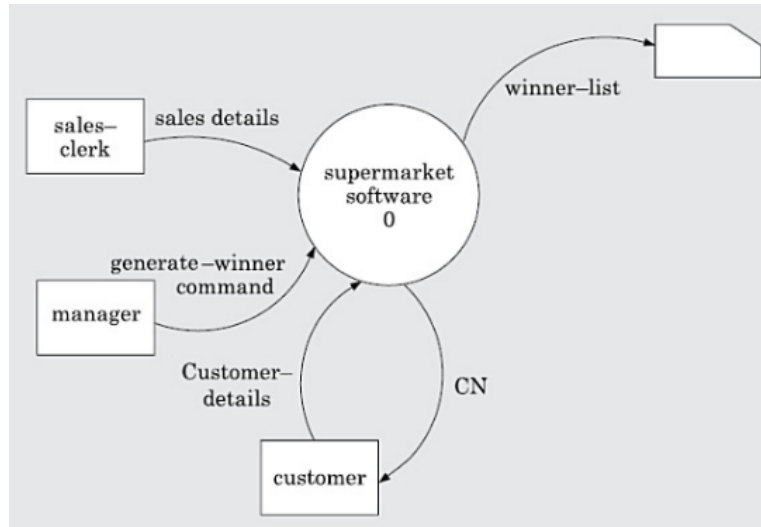 winner–list
sales–
clerk
sales details
supermarket
software
0
generate–winner
command
manager
Customer–
details
CN
customer